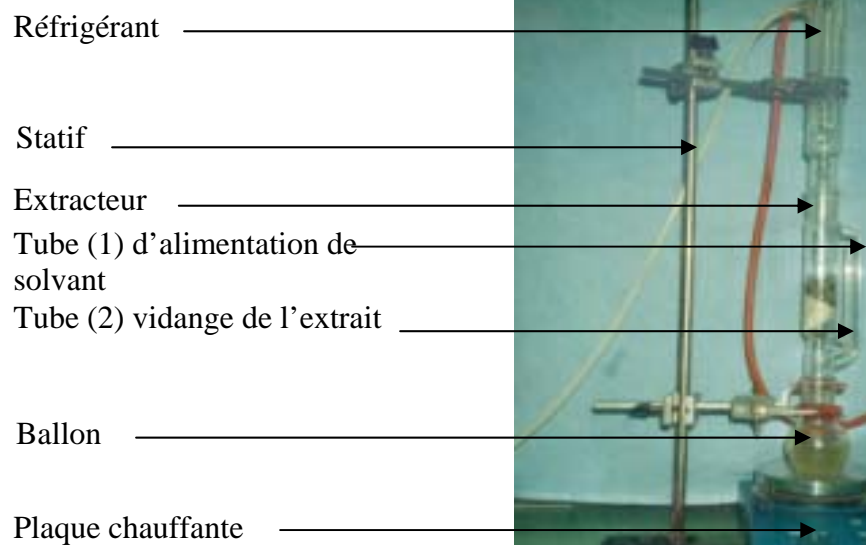 Réfrigérant
Statif
Extracteur
Tube (1) d’alimentation de
solvant
Tube (2) vidange de l’extrait
Ballon
Plaque chauffante